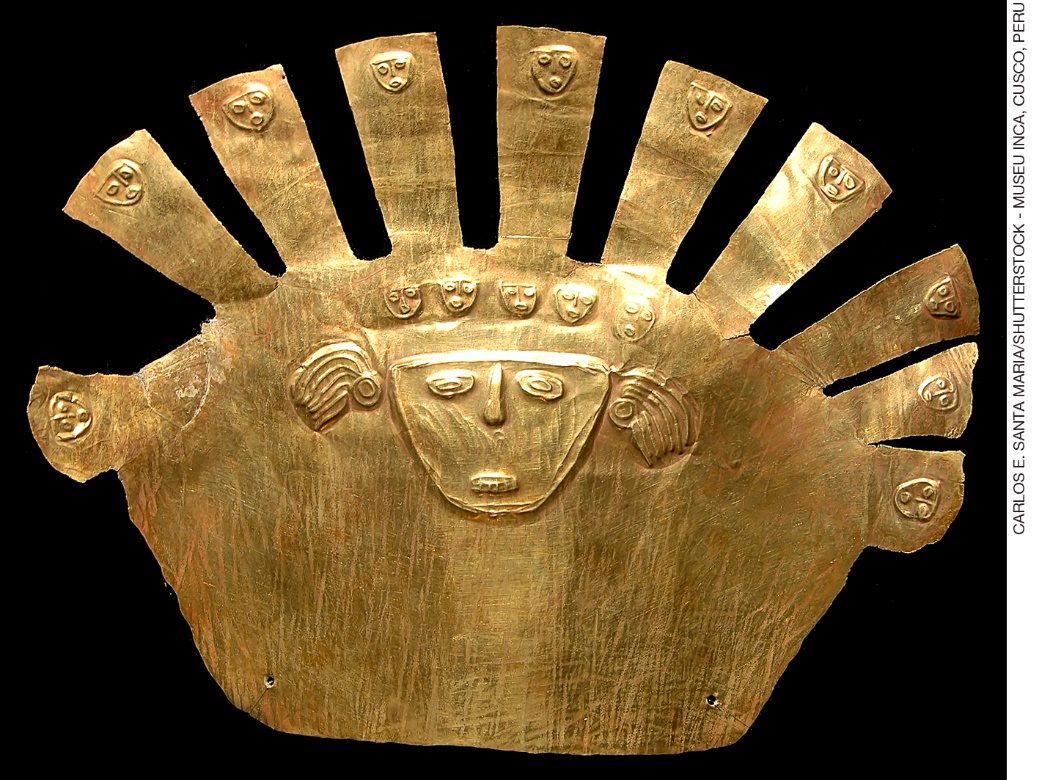 CARLOS E. SANTA MARIA/SHUTTERSTOCK - MUSEU INCA, CUSCO, PERU